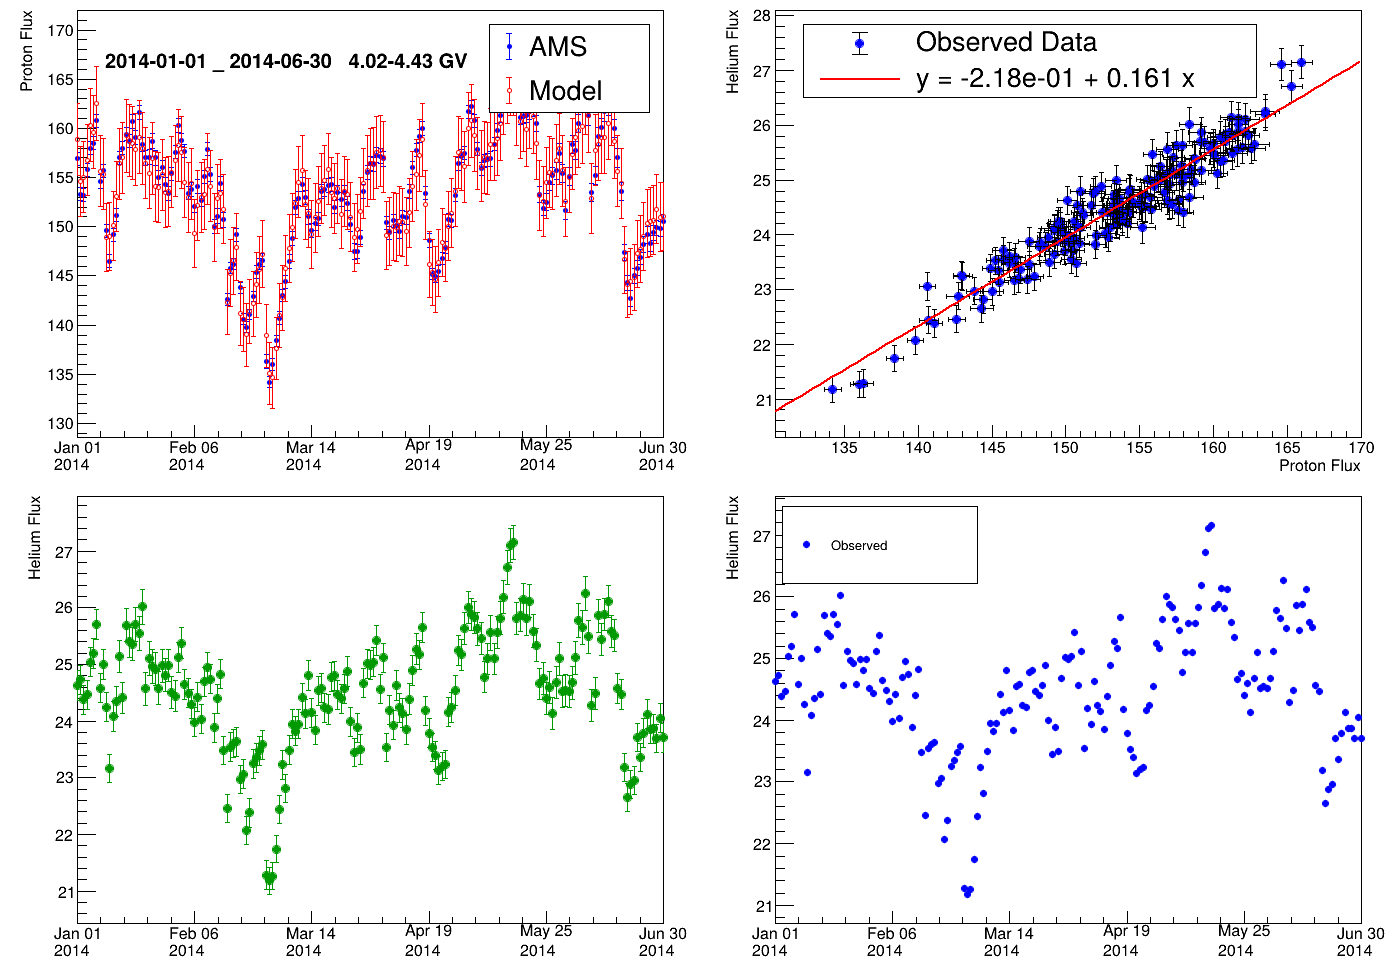 Proton Flux
170
165
160
155
150
145
140
135
130
2014-01-01 _ 2014-06-30 4.02-4.43 GV
AMS
Model
Jan 01 Feb 06 Mar 14 Apr 19 May 25 Jun 30
2014 2014 2014 2014 2014 2014
Helium Flux
28
27
26
25
24
23
22
21
Observed Data
y = -2.18e-01 + 0.161 x
135 140 145 150 155 160 165 170
Proton Flux
Helium Flux
27
26
25
24
23
22
21
Jan 01 Feb 06 Mar 14 Apr 19 May 25 Jun 30
2014 2014 2014 2014 2014 2014
Helium Flux
27
26
25
24
23
22
21
Observed
Jan 01 Feb 06 Mar 14 Apr 19 May 25 Jun 30
2014 2014 2014 2014 2014 2014